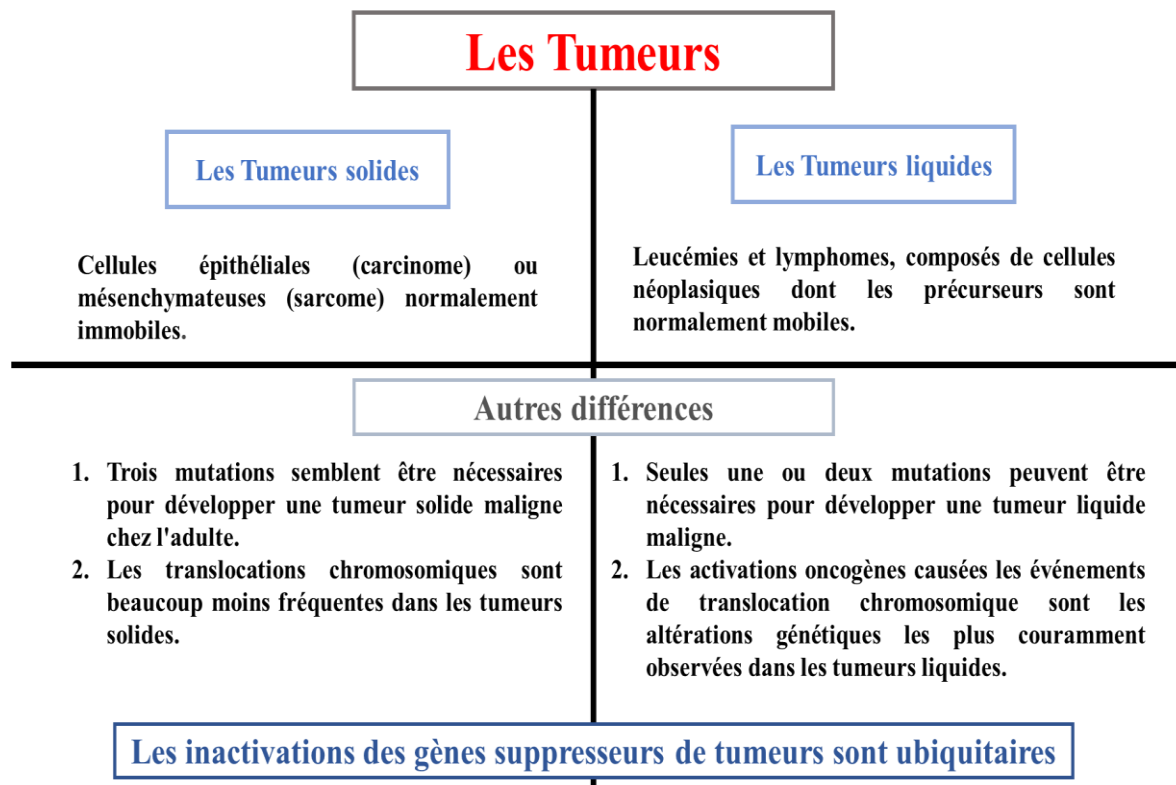 Les Tumeurs
Les Tumeurs solides
Cellules épithéliales (carcinome) ou
mésenchymateuses (sarcome) normalement
immobiles.
Les Tumeurs liquides
Leucémies et lymphomes, composés de cellules
néoplasiques dont les précurseurs sont
normalement mobiles.
Autres différences
1. Trois mutations semblent être nécessaires
pour développer une tumeur solide maligne
chez l'adulte.
2. Les translocations chromosomiques sont
beaucoup moins fréquentes dans les tumeurs
solides.
1. Seules une ou deux mutations peuvent être
nécessaires pour développer une tumeur liquide
maligne.
2. Les activations oncogènes causées les événements
de translocation chromosomique sont les
altérations génétiques les plus couramment
observées dans les tumeurs liquides.
Les inactivations des gènes suppresseurs de tumeurs sont ubiquitaires